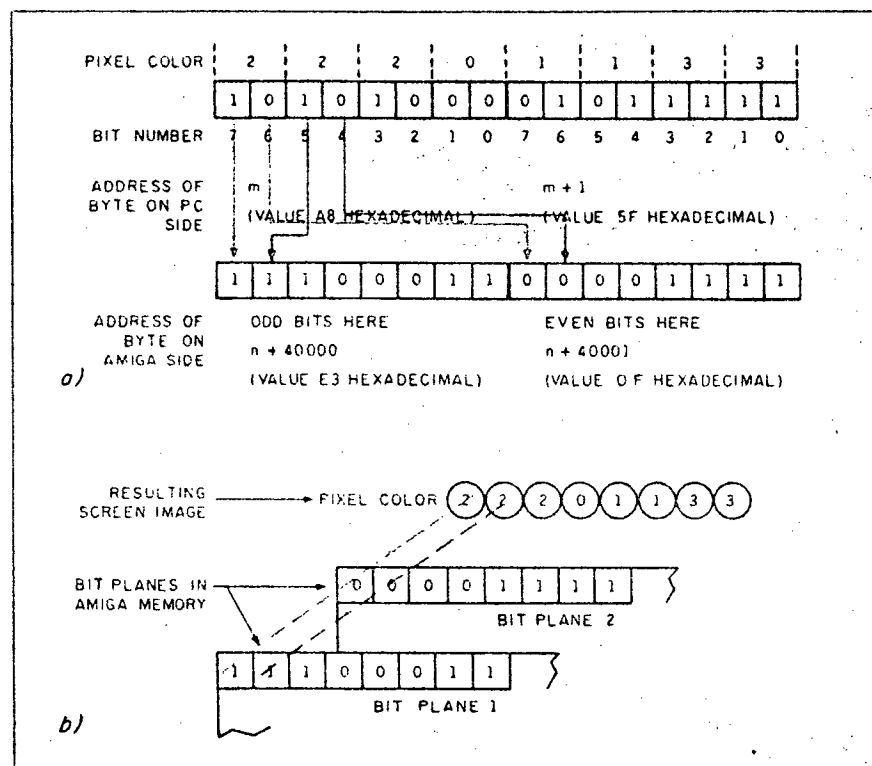 PIXEL COLOR 2 2 2 0 1 1 3 3
1 0 1 0 1 0 0 0 0 1 0 1 1 1 1 1
BIT NUMBER 7 6 5 4 3 2 1 0 7 6 5 4 3 2 1 0
ADDRESS OF m m + 1
BYTE ON PC (VALUE A8 HEXADECIMAL) (VALUE 5F HEXADECIMAL)
SIDE
1 1 1 0 0 0 1 1 0 0 0 0 1 1 1 1
ADDRESS OF ODD BITS HERE EVEN BITS HERE
BYTE ON n + 40000 n + 40001
AMIGA SIDE
a) (VALUE E3 HEXADECIMAL) (VALUE 0F HEXADECIMAL)
RESULTING PIXEL COLOR 2 2 2 0 1 1 3 3
SCREEN IMAGE
BIT PLANES IN 0 0 0 0 1 1 1 1
AMIGA MEMORY
BIT PLANE 2
1 1 1 0 0 0 1 1
BIT PLANE 1
b)